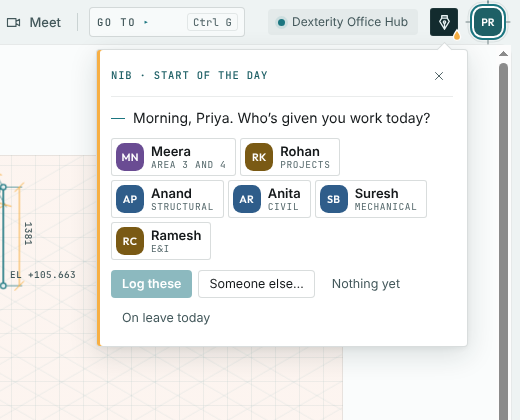 Meet
GO TO ▸ Ctrl G
Dexterity Office Hub
PR
NIB · START OF THE DAY
— Morning, Priya. Who's given you work today?
MN Meera
AREA 3 AND 4
RK Rohan
PROJECTS
AP Anand
STRUCTURAL
AR Anita
CIVIL
SB Suresh
MECHANICAL
RC Ramesh
E&I
Log these
Someone else…
Nothing yet
On leave today
1381
EL +105.663